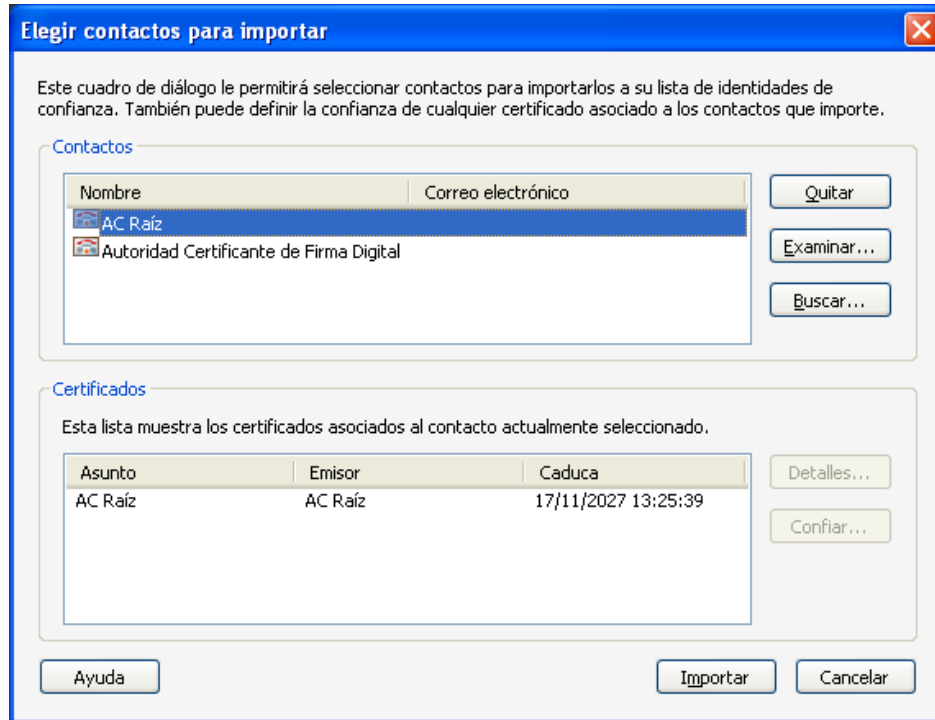 Elegir contactos para importar
Este cuadro de diálogo le permitirá seleccionar contactos para importarlos a su lista de identidades de
confianza. También puede definir la confianza de cualquier certificado asociado a los contactos que importe.
Contactos
Nombre Correo electrónico Quitar
AC Raíz
Autoridad Certificante de Firma Digital Examinar...
Buscar...
Certificados
Esta lista muestra los certificados asociados al contacto actualmente seleccionado.
Asunto Emisor Caduca Detalles...
AC Raíz AC Raíz 17/11/2027 13:25:39
Confiar...
Ayuda Importar Cancelar